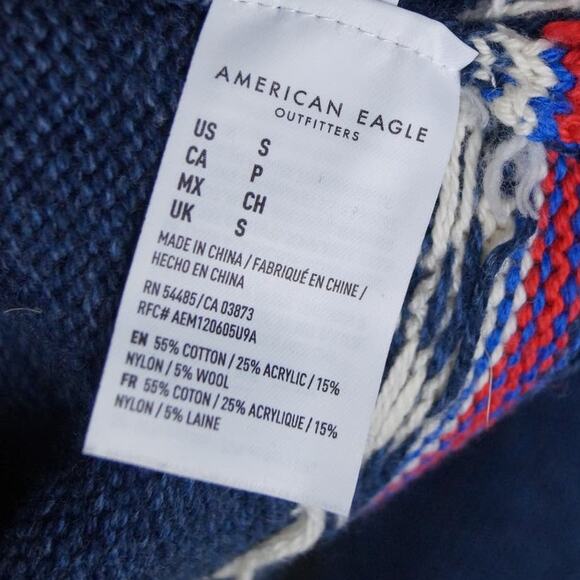 AMERICAN EAGLE
OUTFITTERS
US S
CA P
MX CH
UK S
MADE IN CHINA / FABRIQUÉ EN CHINE /
HECHO EN CHINA
RN 54485 / CA 03873
RFC# AEM120605U9A
EN 55% COTTON / 25% ACRYLIC / 15%
NYLON / 5% WOOL
FR 55% COTON / 25% ACRYLIQUE / 15%
NYLON / 5% LAINE